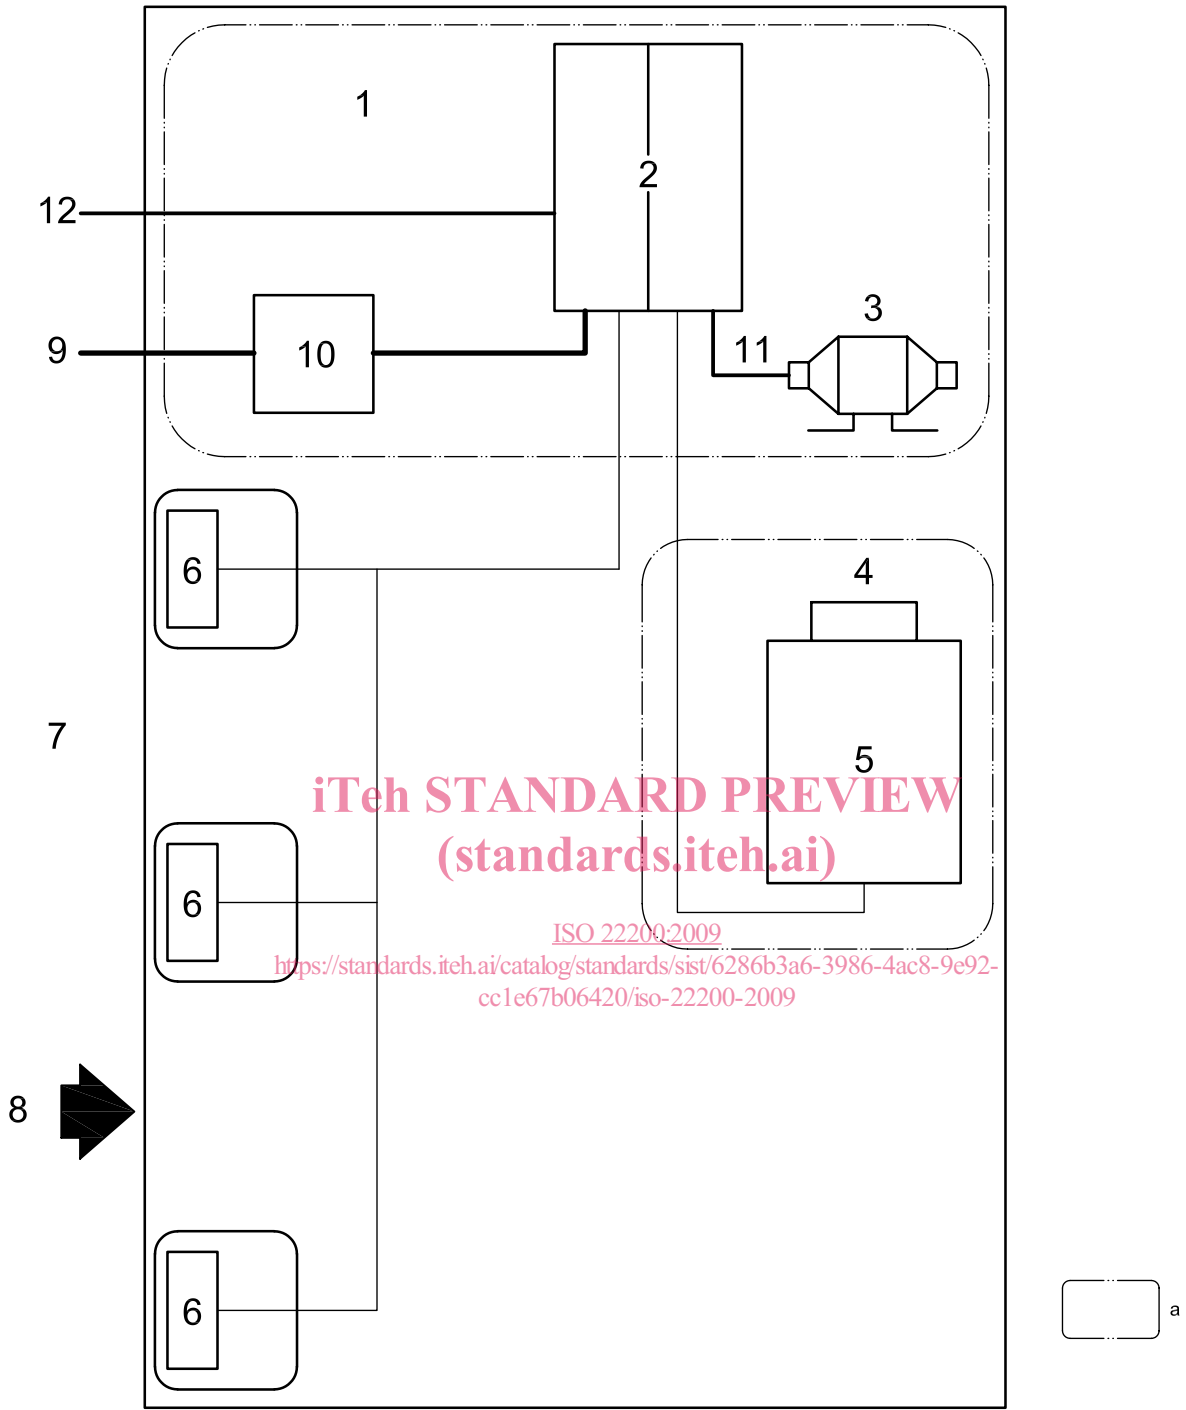 1
2
12
3
9
10
11
6
4
7
5
iTeh STANDARD PREVIEW
(standards.iteh.ai)
6
ISO 22200:2009
https://standards.iteh.ai/catalog/standards/sist/6286b3a6-3986-4ac8-9e92-
cc1e67b06420/iso-22200-2009
8
6
a